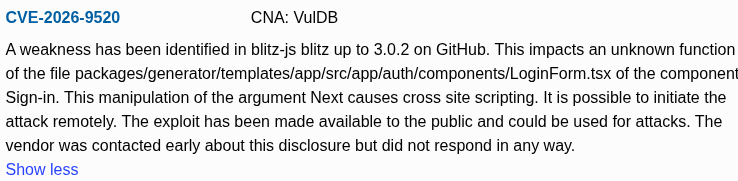 CVE-2026-9520 CNA: VulDB
A weakness has been identified in blitz-js blitz up to 3.0.2 on GitHub. This impacts an unknown function
of the file packages/generator/templates/app/src/app/auth/components/LoginForm.tsx of the component
Sign-in. This manipulation of the argument Next causes cross site scripting. It is possible to initiate the
attack remotely. The exploit has been made available to the public and could be used for attacks. The
vendor was contacted early about this disclosure but did not respond in any way.
Show less